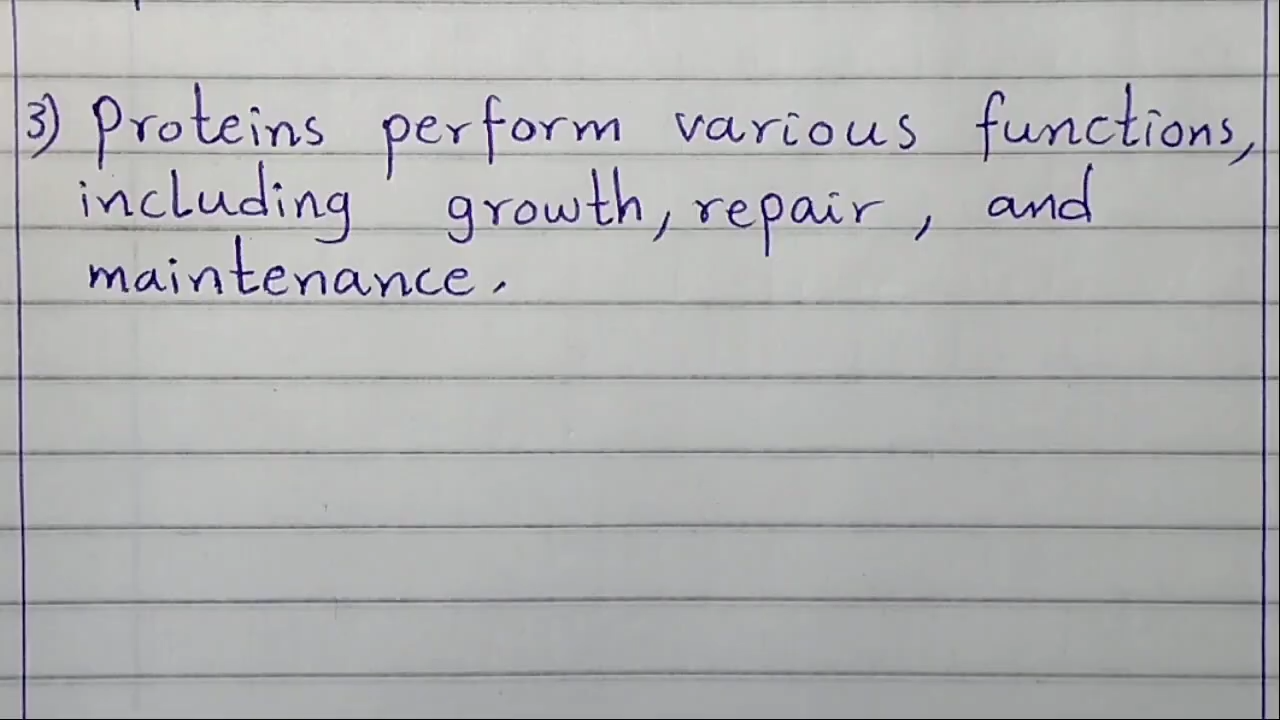 3) Proteins perform various functions,
including growth, repair, and
maintenance.